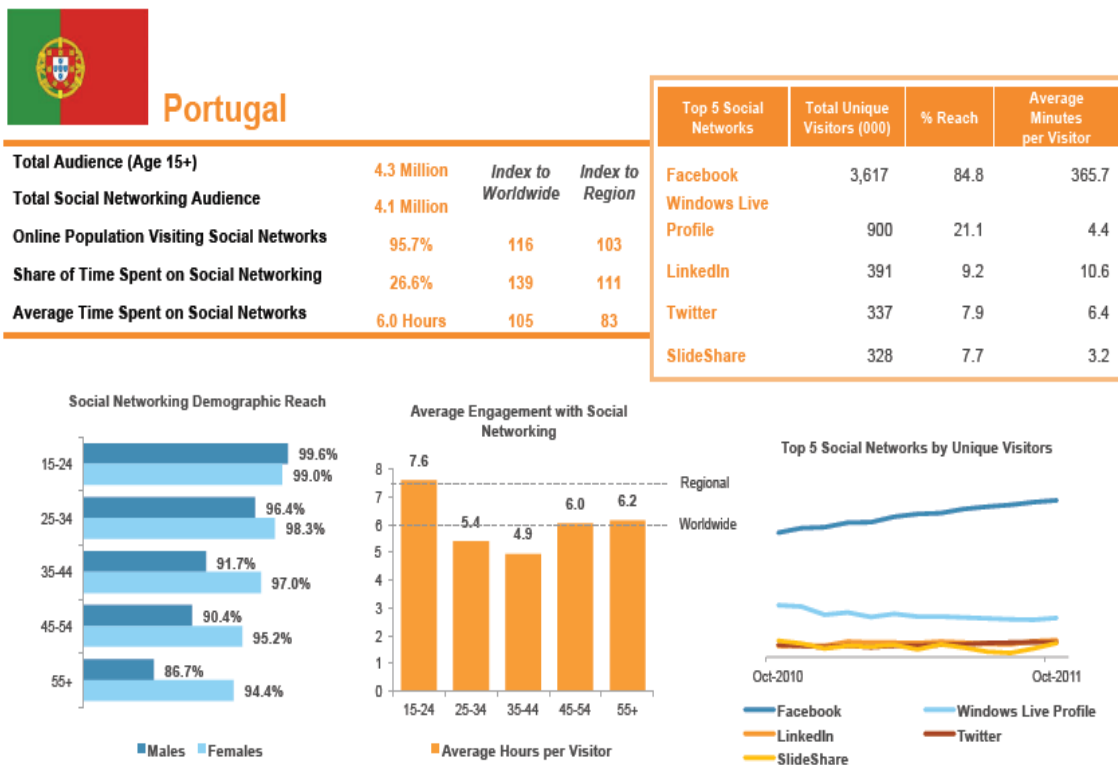 Portugal
Total Audience (Age 15+) 4.3 Million Index to Worldwide Index to Region
Total Social Networking Audience 4.1 Million
Online Population Visiting Social Networks 95.7% 116 103
Share of Time Spent on Social Networking 26.6% 139 111
Average Time Spent on Social Networks 6.0 Hours 105 83
Top 5 Social Networks Total Unique Visitors (000) % Reach Average Minutes per Visitor
Facebook 3,617 84.8 365.7
Windows Live
Profile 900 21.1 4.4
LinkedIn 391 9.2 10.6
Twitter 337 7.9 6.4
SlideShare 328 7.7 3.2
Social Networking Demographic Reach
15-24 99.6%
99.0%
25-34 96.4%
98.3%
35-44 91.7%
97.0%
45-54 90.4%
95.2%
55+ 86.7%
94.4%
Males Females
Average Engagement with Social
Networking
8
7
6
5
4
3
2
1
0
7.6 5.4 4.9 6.0 6.2
Regional
Worldwide
15-24 25-34 35-44 45-54 55+
Average Hours per Visitor
Top 5 Social Networks by Unique Visitors
Oct-2010 Oct-2011
Facebook Windows Live Profile
LinkedIn Twitter
SlideShare